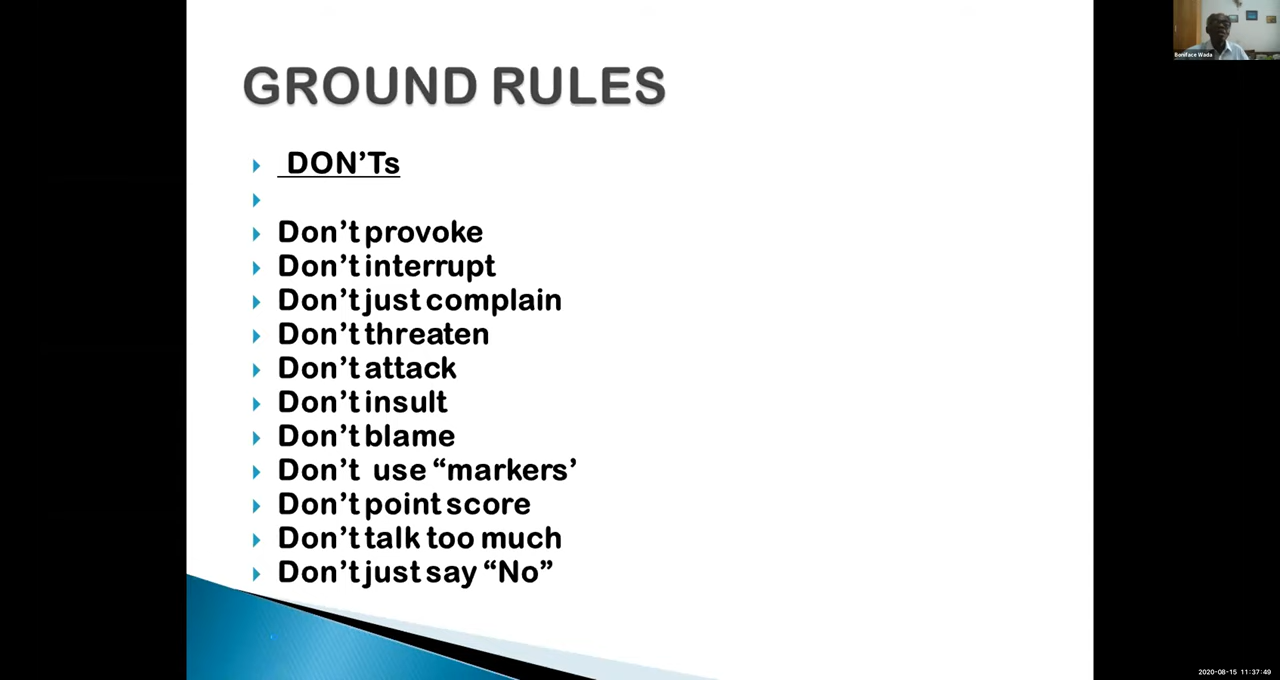 GROUND RULES
DON'Ts
Don't provoke
Don't interrupt
Don't just complain
Don't threaten
Don't attack
Don't insult
Don't blame
Don't use “markers’
Don't point score
Don't talk too much
Don't just say “No”
Boniface Wada
2020-08-15 11:37:49